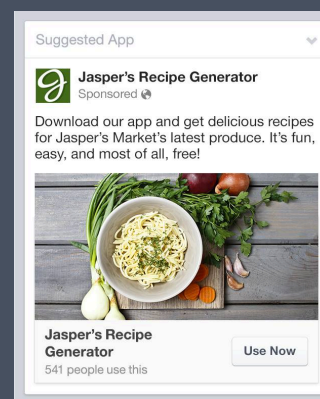 Suggested App
Jasper's Recipe Generator
Sponsored
Download our app and get delicious recipes
for Jasper's Market's latest produce. It's fun,
easy, and most of all, free!
Jasper's Recipe
Generator
541 people use this
Use Now